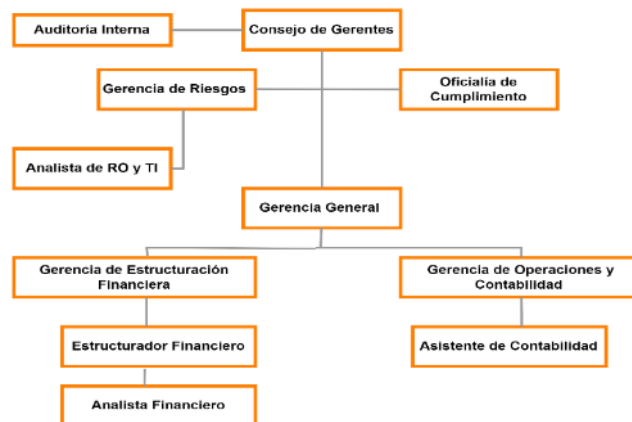 Auditoría Interna
Consejo de Gerentes
Gerencia de Riesgos
Oficialía de
Cumplimiento
Analista de RO y TI
Gerencia General
Gerencia de Estructuración
Financiera
Gerencia de Operaciones y
Contabilidad
Estructurador Financiero
Asistente de Contabilidad
Analista Financiero